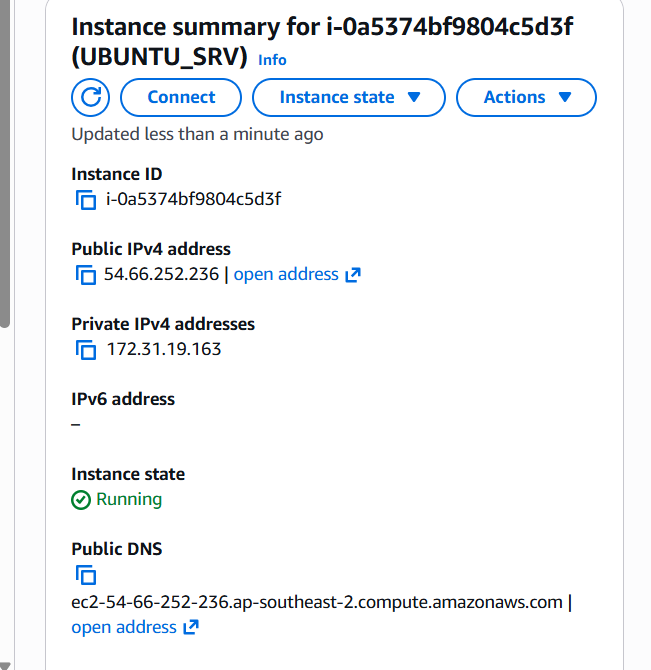 Instance summary for i-0a5374bf9804c5d3f
(UBUNTU_SRV) Info
Connect Instance state Actions
Updated less than a minute ago
Instance ID
i-0a5374bf9804c5d3f
Public IPv4 address
54.66.252.236 | open address
Private IPv4 addresses
172.31.19.163
IPv6 address
–
Instance state
Running
Public DNS
ec2-54-66-252-236.ap-southeast-2.compute.amazonaws.com |
open address